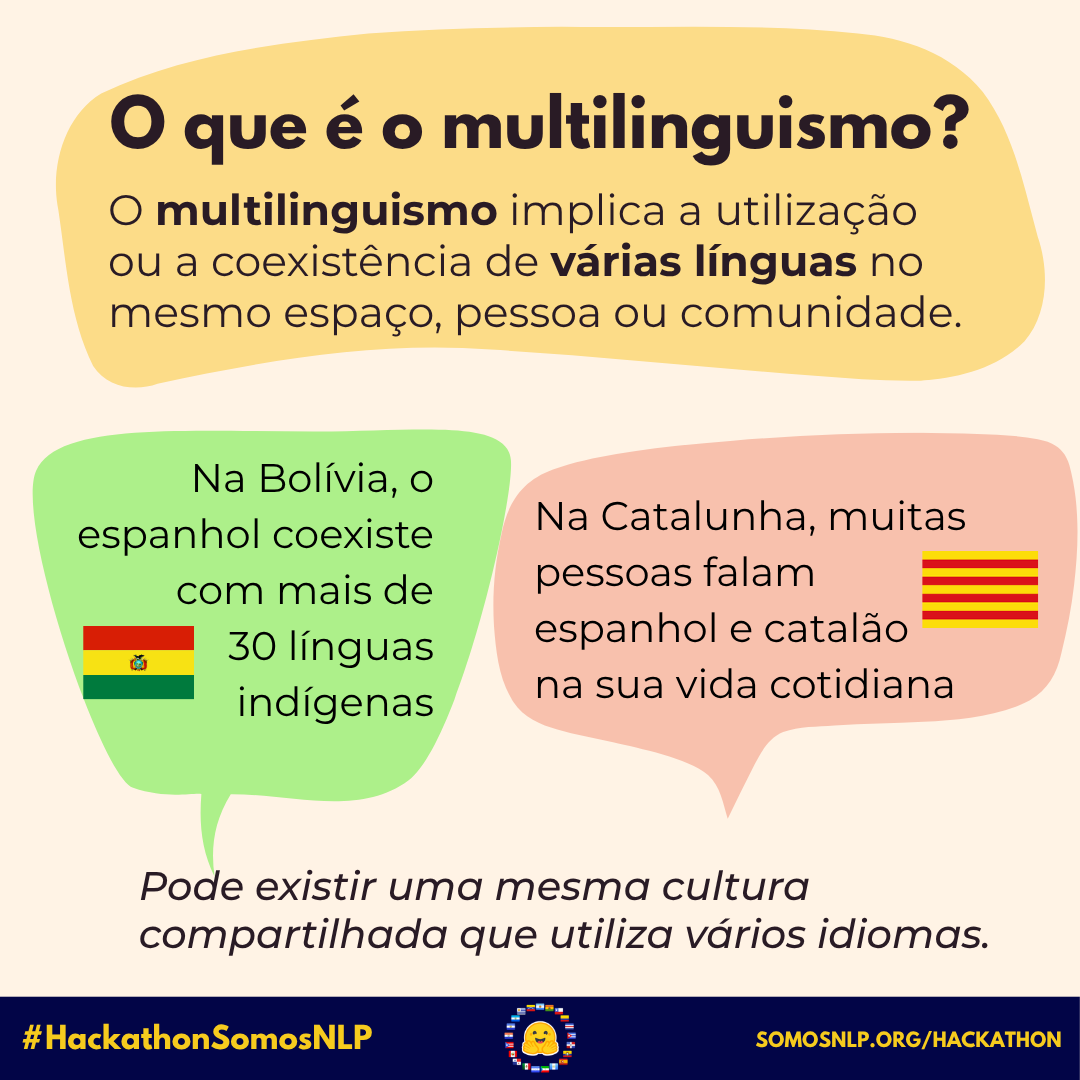 O que é o multilinguismo?
O multilinguismo implica a utilização
ou a coexistência de várias línguas no
mesmo espaço, pessoa ou comunidade.
Na Bolívia, o
espanhol coexiste
com mais de
30 línguas
indígenas
Na Catalunha, muitas
pessoas falam
espanhol e catalão
na sua vida cotidiana
Pode existir uma mesma cultura
compartilhada que utiliza vários idiomas.
#HackathonSomosNLP
SOMOSNLP.ORG/HACKATHON